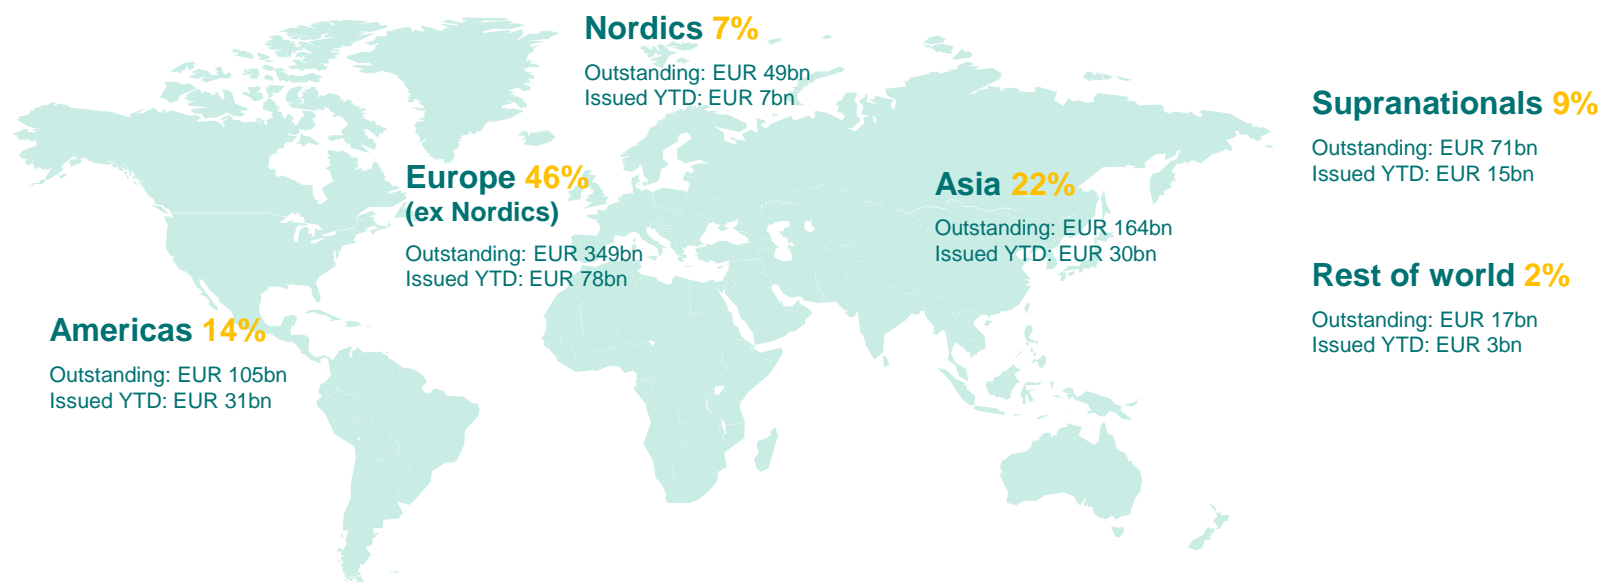 Nordics 7%
Outstanding: EUR 49bn
Issued YTD: EUR 7bn
Supranationals 9%
Outstanding: EUR 71bn
Issued YTD: EUR 15bn
Europe 46%
(ex Nordics)
Outstanding: EUR 349bn
Issued YTD: EUR 78bn
Asia 22%
Outstanding: EUR 164bn
Issued YTD: EUR 30bn
Rest of world 2%
Outstanding: EUR 17bn
Issued YTD: EUR 3bn
Americas 14%
Outstanding: EUR 105bn
Issued YTD: EUR 31bn